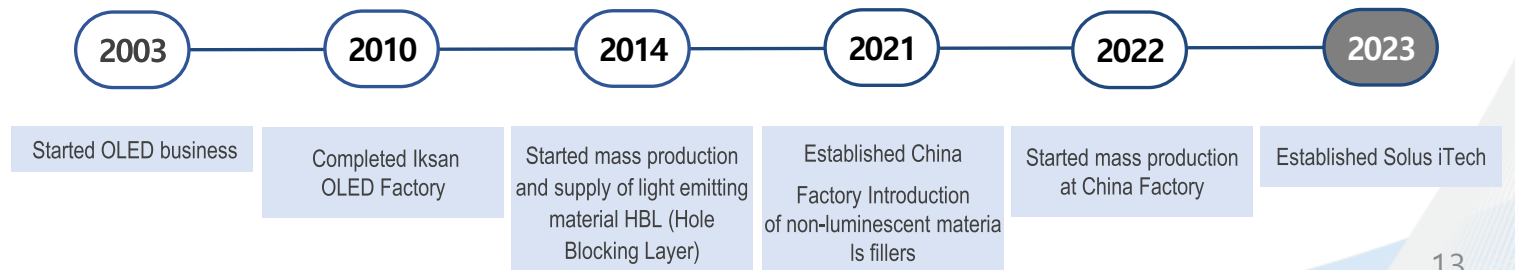 2003
2010
2014
2021
2022
2023
Started OLED business
Completed Iksan
OLED Factory
Started mass production
and supply of light emitting
material HBL (Hole
Blocking Layer)
Established China
Factory Introduction
of non-luminescent materia
ls fillers
Started mass production
at China Factory
Established Solus iTech
13